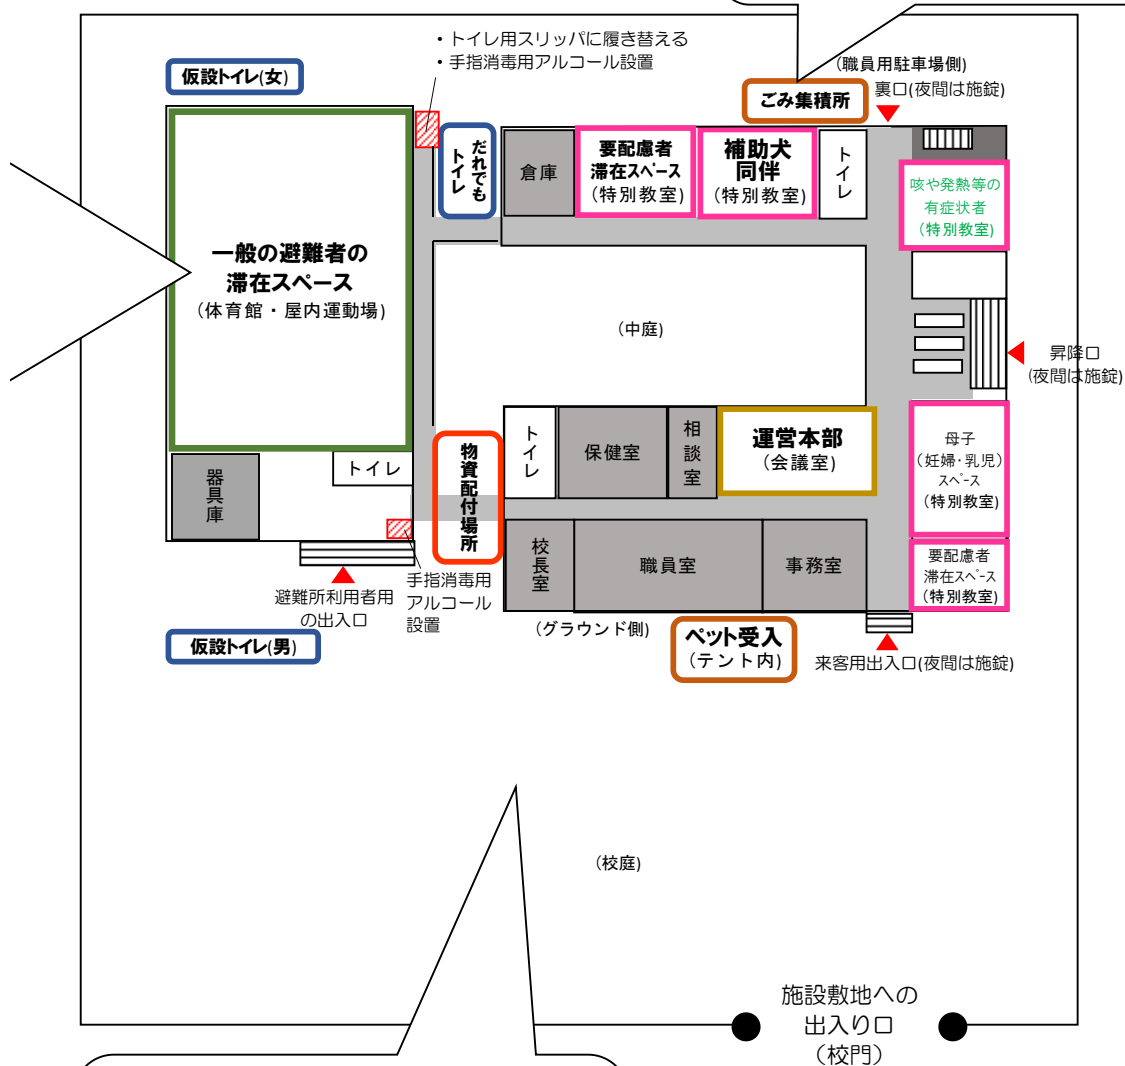 ・トイレ用スリッパに履き替える
・手指消毒用アルコール設置
仮設トイレ(女)
(職員用駐車場側)
裏口(夜間は施錠)
ごみ集積所
だれでも
トイレ
倉庫
要配慮者
滞在スペース
(特別教室)
補助犬
同伴
(特別教室)
トイレ
咳や発熱等の
有症状者
(特別教室)
一般の避難者の
滞在スペース
(体育館・屋内運動場)
(中庭)
昇降口
(夜間は施錠)
物資配付場所
トイレ
保健室
相談室
運営本部
(会議室)
母子
(妊婦・乳児)
スペース
(特別教室)
器具庫
トイレ
校長室
職員室
事務室
要配慮者
滞在スペース
(特別教室)
避難所利用者用
の出入口
手指消毒用
アルコール
設置
(グラウンド側)
ペット受入
(テント内)
来客用出入口(夜間は施錠)
仮設トイレ(男)
(校庭)
施設敷地への
出入り口
(校門)